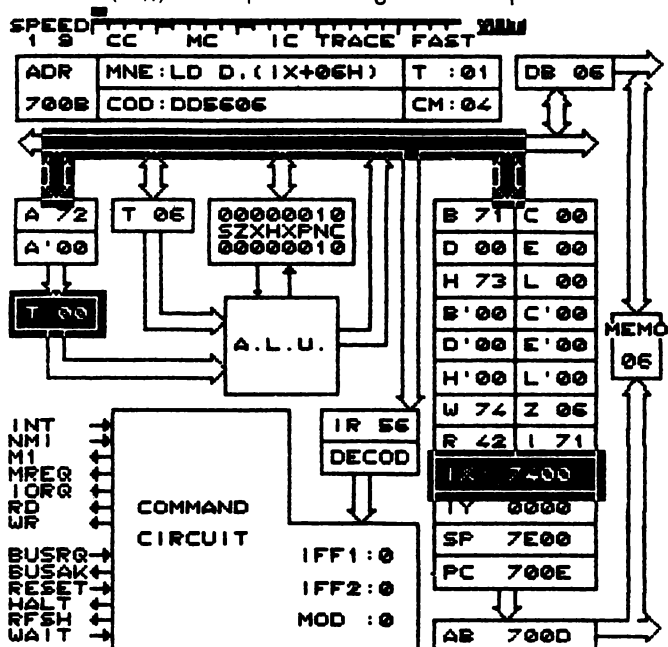 SPEED
1 9 CC MC IC TRACE FAST
ADR MNE:LD D.(IX+06H) T :01 DB 06
700B COD:DD5606 CM:04
A 72 T 06 00000010 B 71 C 00
SZXHXPNC
A'00 00000010 D 00 E 00
H 73 L 00
T 00 B'00 C'00
A.L.U. D'00 E'00 MEMO
H'00 L'00 06
W 74 Z 06
INT IR 56 R 42 I 71
NMI
M1 DECOD
MREQ IX 7400
IORQ
RD COMMAND IY 0000
WR
CIRCUIT SP 7E00
BUSRQ IFF1:0
BUSAK PC 700E
RESET IFF2:0
HALT
RFSH MOD :0
WAIT AB 700D